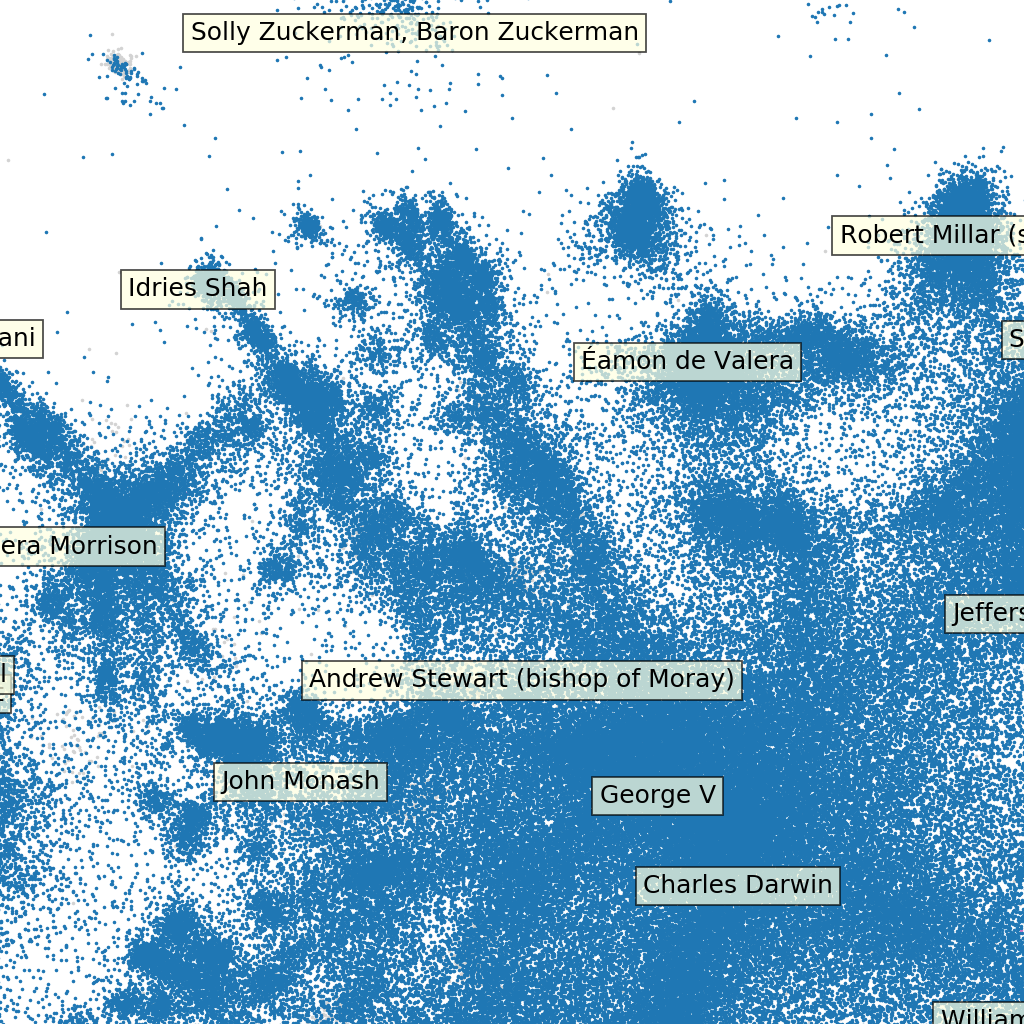 Solly Zuckerman, Baron Zuckerman
Robert Millar (s
Idries Shah
ani
S
Éamon de Valera
era Morrison
Jeffers
l
Andrew Stewart (bishop of Moray)
John Monash
George V
Charles Darwin
William